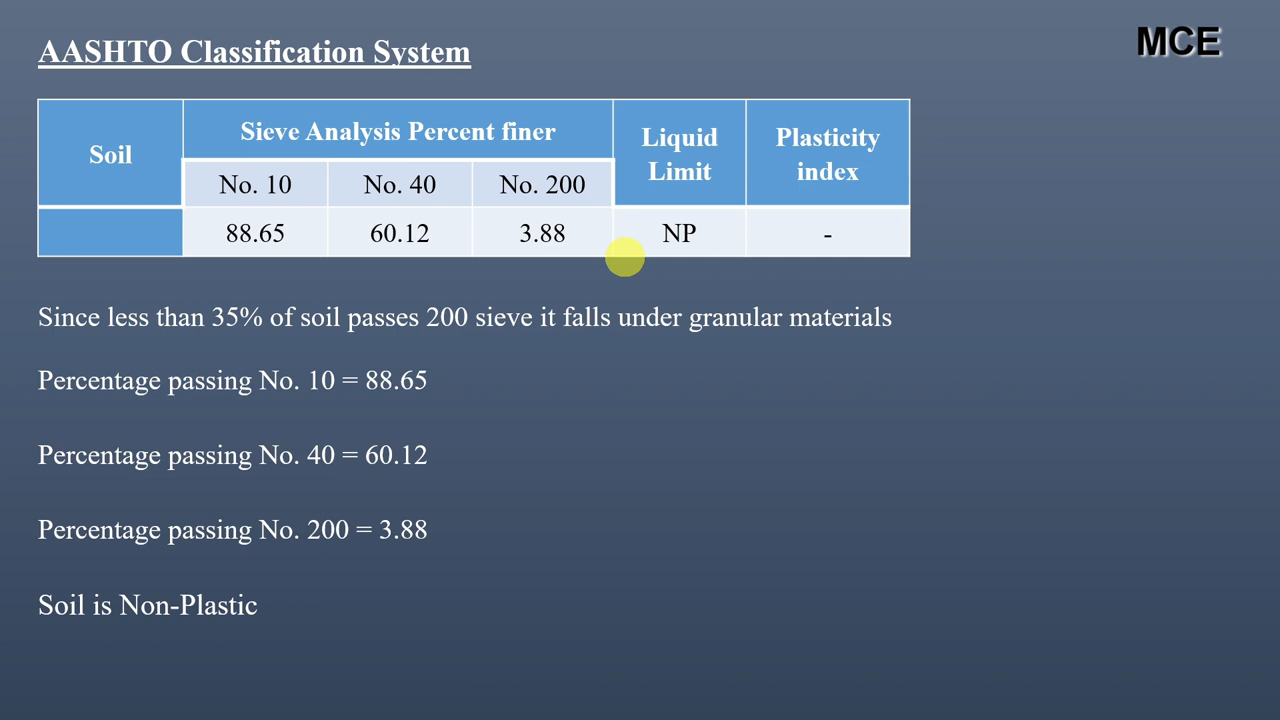 AASHTO Classification System
MCE
Soil
Sieve Analysis Percent finer
Liquid
Limit
Plasticity
index
No. 10
No. 40
No. 200
88.65
60.12
3.88
NP
-
Since less than 35% of soil passes 200 sieve it falls under granular materials
Percentage passing No. 10 = 88.65
Percentage passing No. 40 = 60.12
Percentage passing No. 200 = 3.88
Soil is Non-Plastic